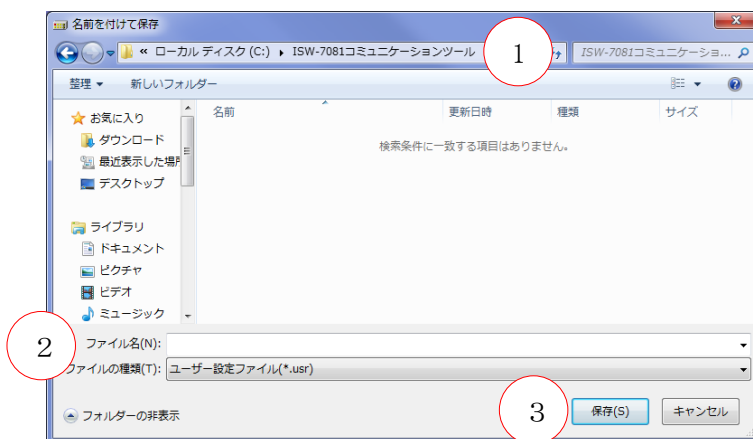 名前を付けて保存
« ローカル ディスク (C:) ▸ ISW-7081コミュニケーションツール
1
ISW-7081コミュニケーショ...
整理 ▼ 新しいフォルダー
名前 更新日時 種類 サイズ
検索条件に一致する項目はありません。
お気に入り
ダウンロード
最近表示した場所
デスクトップ
ライブラリ
ドキュメント
ピクチャ
ビデオ
ミュージック
2
ファイル名(N):
ファイルの種類(T): ユーザー設定ファイル(*.usr)
フォルダーの非表示
3
保存(S) キャンセル